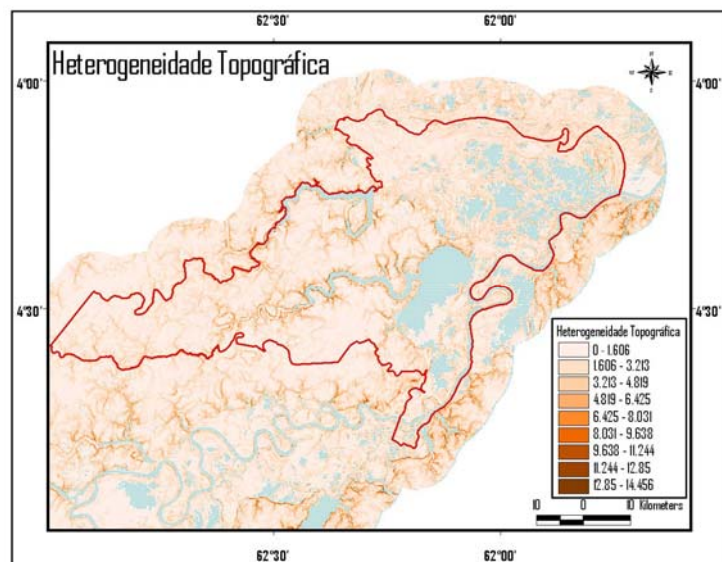 62°30' 62°00'
Heterogeneidade Topográfica
4°00' 4°00'
4°30' 4°30'
Heterogeneidade Topográfica
0 - 1.606
1.606 - 3.213
3.213 - 4.819
4.819 - 6.425
6.425 - 8.031
8.031 - 9.638
9.638 - 11.244
11.244 - 12.85
12.85 - 14.456
10 0 10 Kilometers
62°30' 62°00'